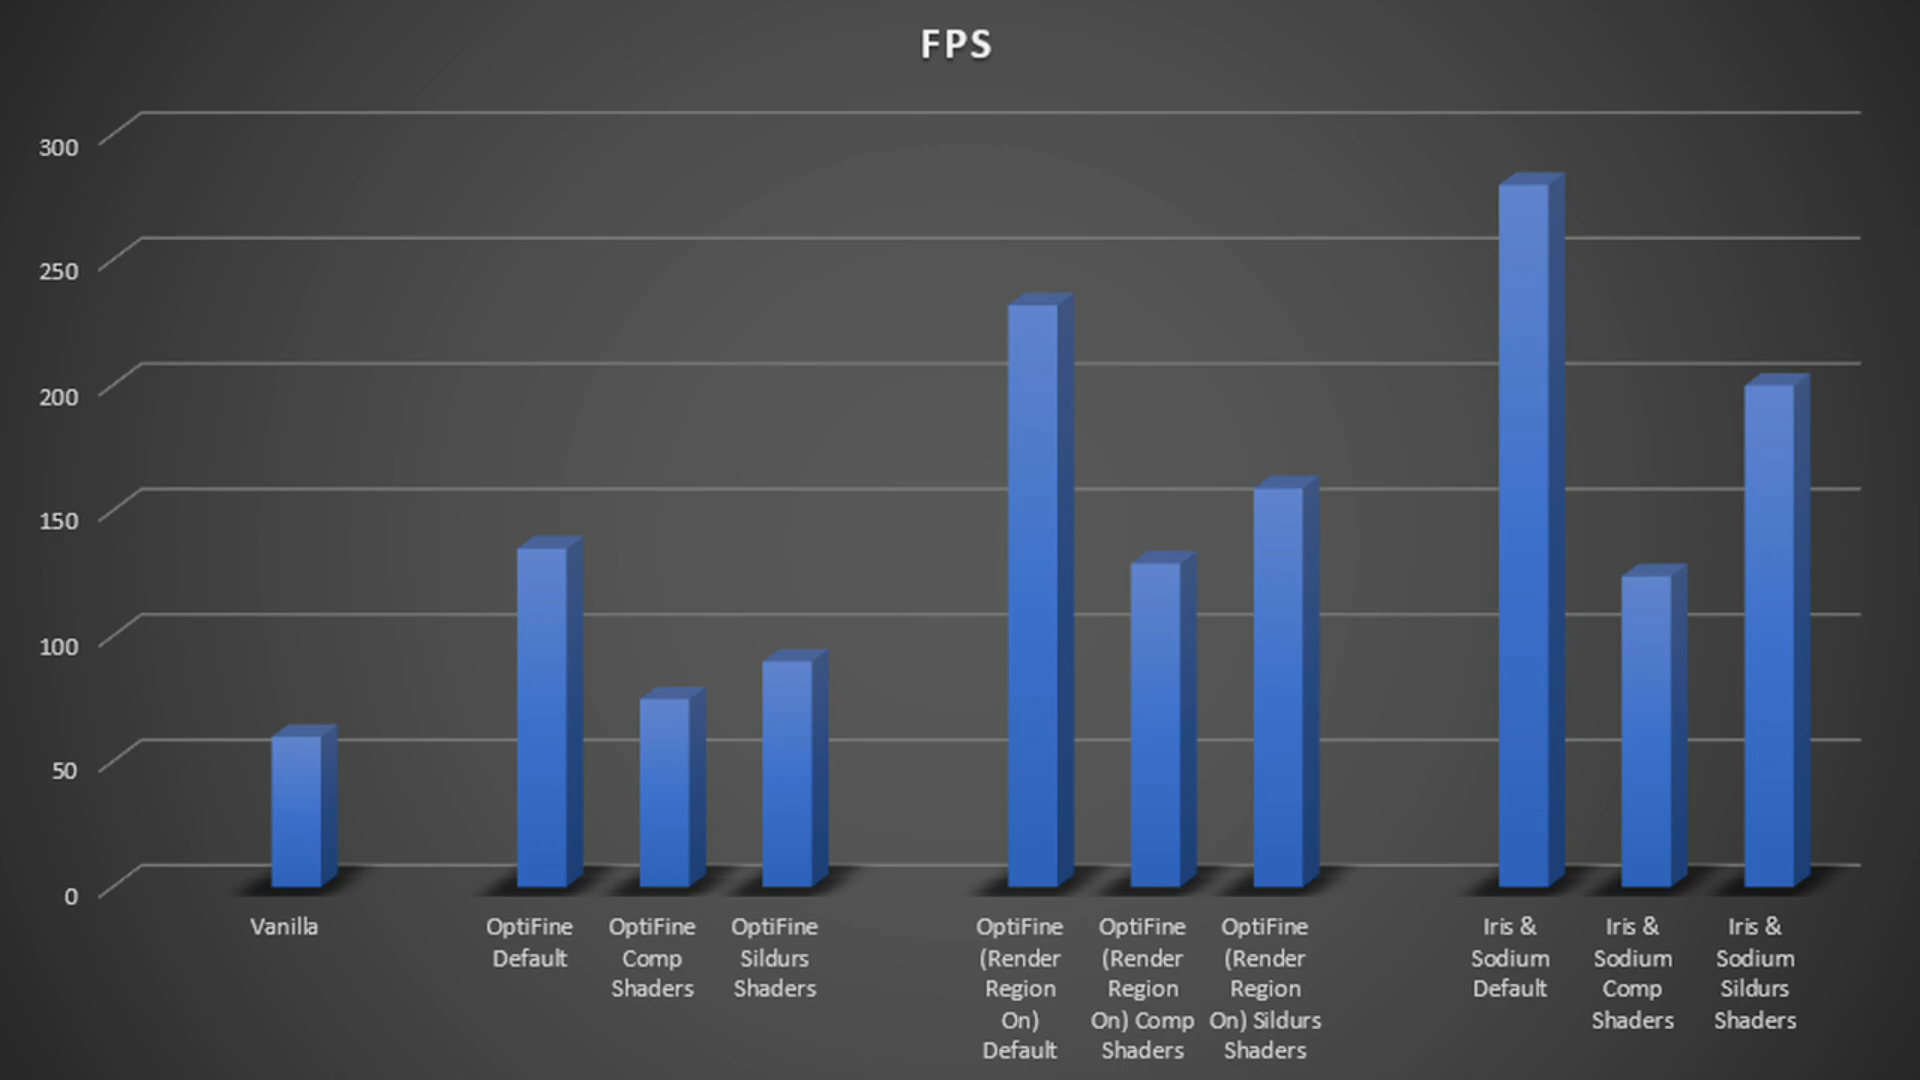 FPS
300
250
200
150
100
50
0
Vanilla
OptiFine
Default
OptiFine
Comp
Shaders
OptiFine
Sildurs
Shaders
OptiFine
(Render
Region
On)
Default
OptiFine
(Render
Region
On) Comp
Shaders
OptiFine
(Render
Region
On) Sildurs
Shaders
Iris &
Sodium
Default
Iris &
Sodium
Comp
Shaders
Iris &
Sodium
Sildurs
Shaders